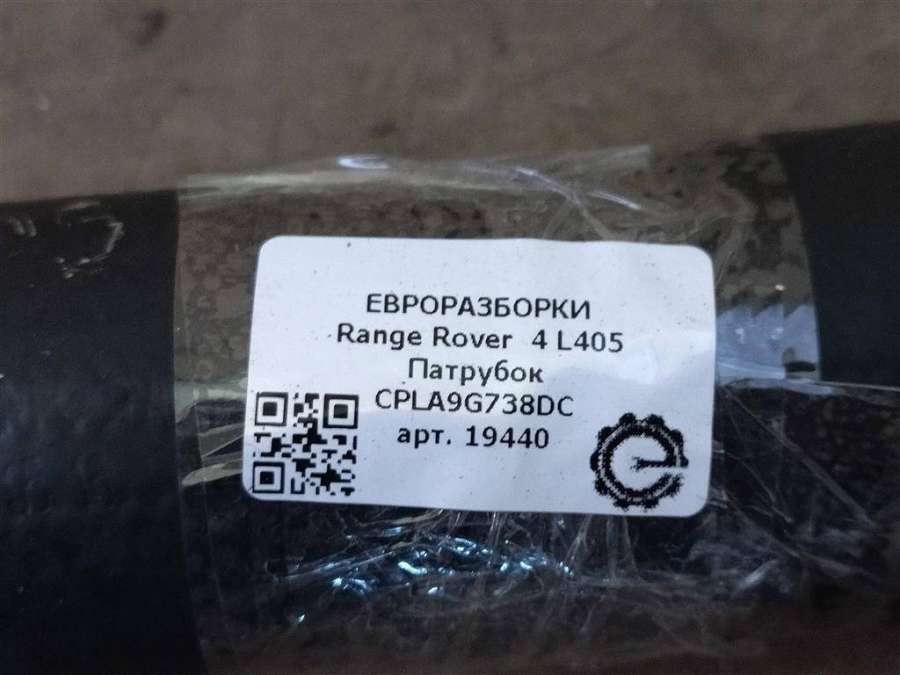 ЕВРОРАЗБОРКИ
Range Rover 4 L405
Патрубок
CPLA9G738DC
арт. 19440